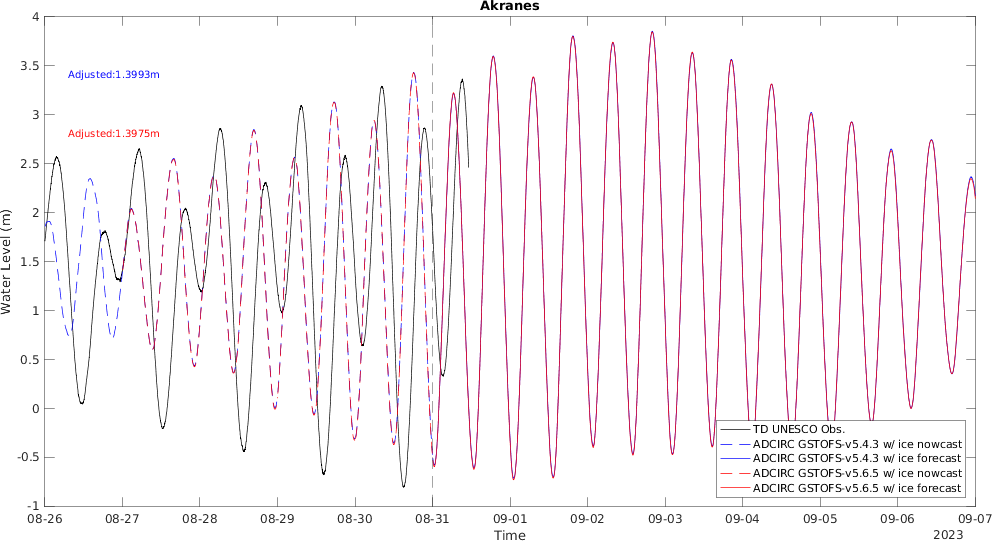 Akranes
4
3.5
3
2.5
2
1.5
1
0.5
0
-0.5
-1
Water Level (m)
Adjusted:1.3993m
Adjusted:1.3975m
TD UNESCO Obs.
ADCIRC GSTOFS-v5.4.3 w/ ice nowcast
ADCIRC GSTOFS-v5.4.3 w/ ice forecast
ADCIRC GSTOFS-v5.6.5 w/ ice nowcast
ADCIRC GSTOFS-v5.6.5 w/ ice forecast
08-26 08-27 08-28 08-29 08-30 08-31 09-01 09-02 09-03 09-04 09-05 09-06 09-07
Time
2023